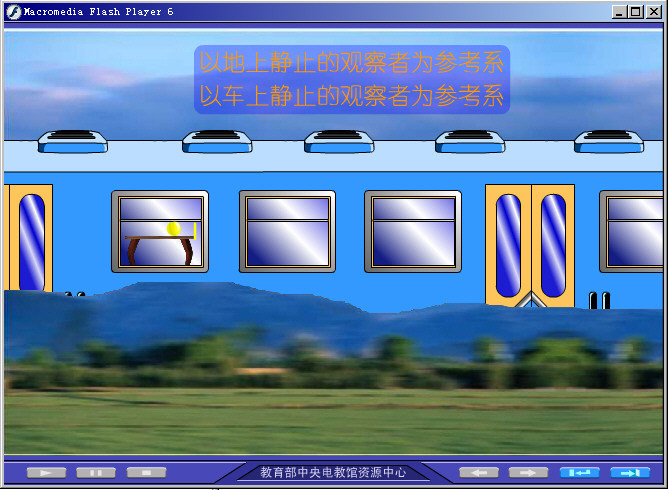 Macromedia Flash Player 6
以地上静止的观察者为参考系
以车上静止的观察者为参考系
教育部中央电教馆资源中心